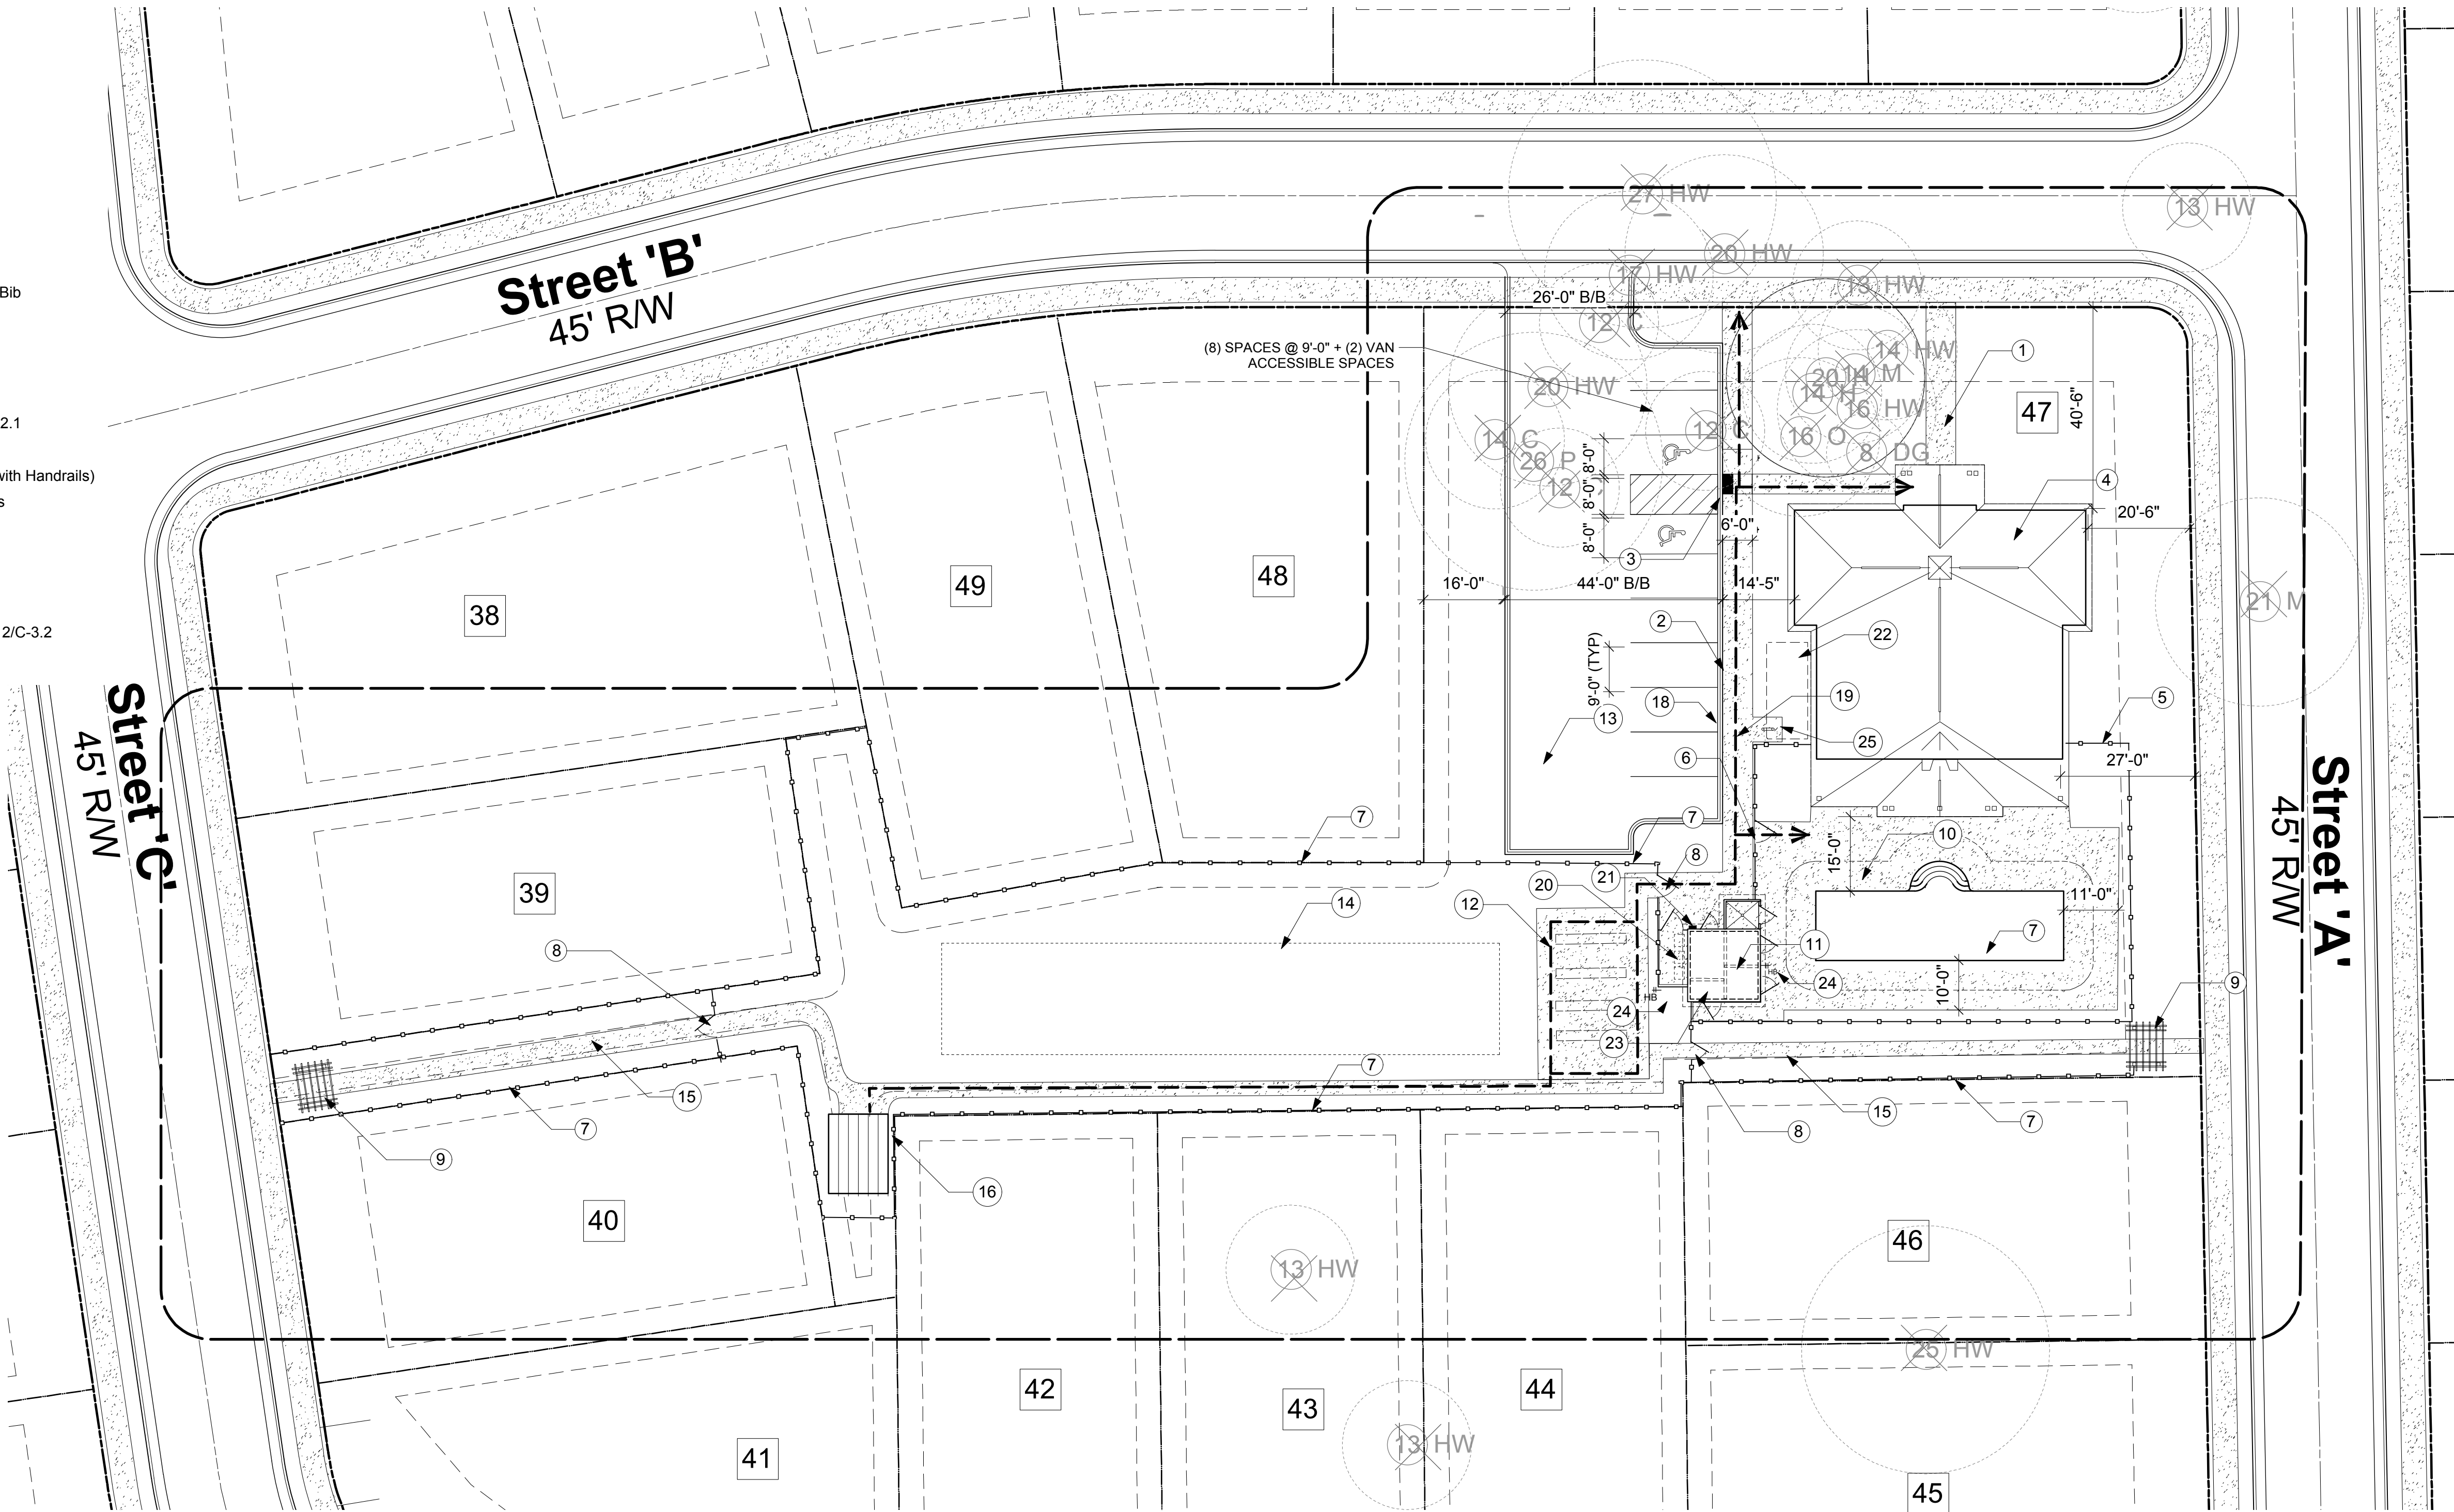 Bib
2.1
with Handrails)
s
2/C-3.2
Street 'B'
45' R/W
Street 'C'
45' R/W
Street 'A'
45' R/W
27 HW
20 HW
17 HW
13 HW
13 HW
26'-0" B/B
12 C
(8) SPACES @ 9'-0" + (2) VAN
ACCESSIBLE SPACES
20 HW
14 HW
14 M
20 H
14 H
16 HW
16 O
8 DG
12 C
14 C
26 P
12
1
47
40'-6"
4
20'-6"
8'-0"
8'-0"
8'-0"
3
6'-0"
16'-0"
44'-0" B/B
14'-5"
21 M
38
49
48
2
22
9'-0" (TYP)
18
19
13
5
25
6
27'-0"
7
7
10
15'-0"
8
21
20
39
14
12
11'-0"
7
11
8
HB
24
HB
24
10'-0"
9
23
7
15
7
9
8
15
7
16
40
46
13 HW
25 HW
42
43
44
13 HW
41
45